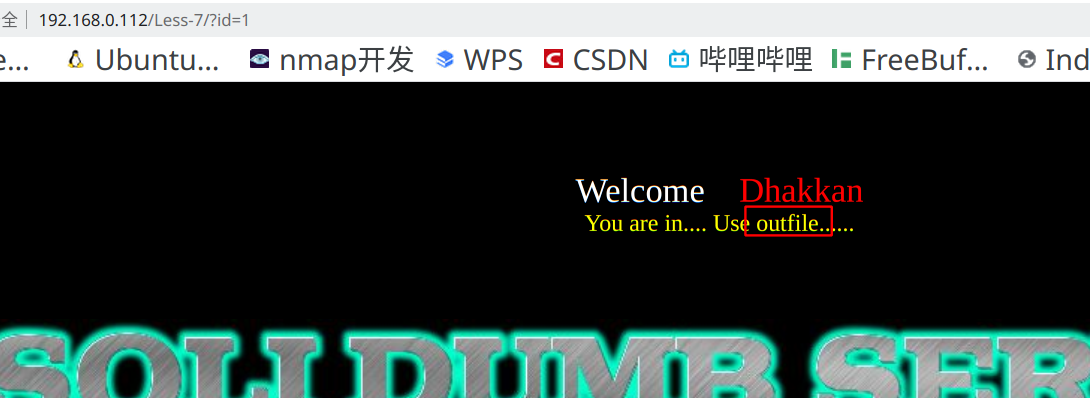 全 192.168.0.112/Less-7/?id=1
e... Ubuntu... nmap开发 WPS CSDN 哔哩哔哩 FreeBuf... Ind
Welcome Dhakkan
You are in.... Use outfile......
SQLI DUMB SER